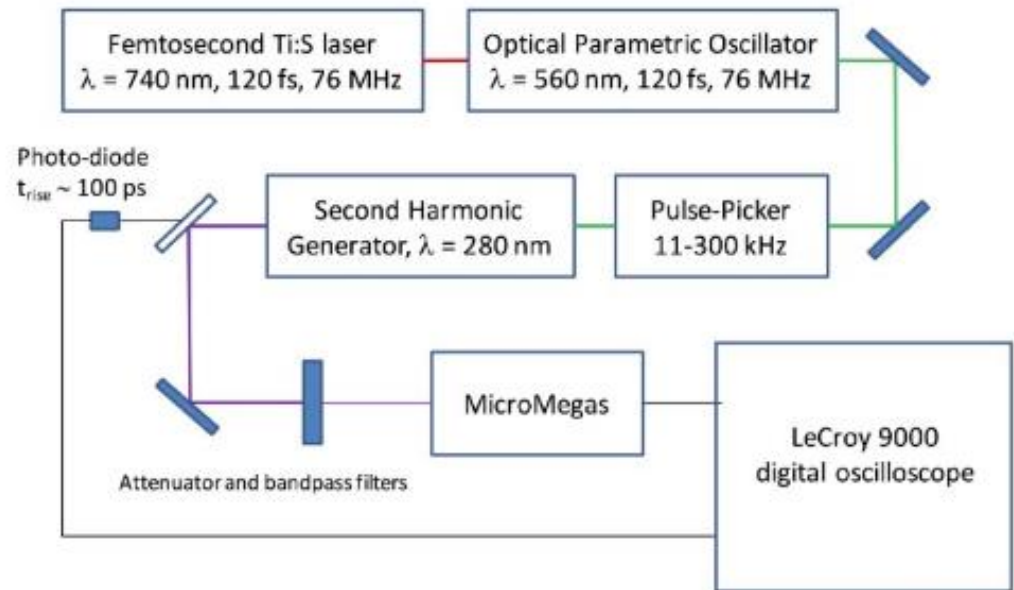 Femtosecond Ti:S laser
λ = 740 nm, 120 fs, 76 MHz
Optical Parametric Oscillator
λ = 560 nm, 120 fs, 76 MHz
Photo-diode
trise ~ 100 ps
Second Harmonic
Generator, λ = 280 nm
Pulse-Picker
11-300 kHz
MicroMegas
LeCroy 9000
digital oscilloscope
Attenuator and bandpass filters